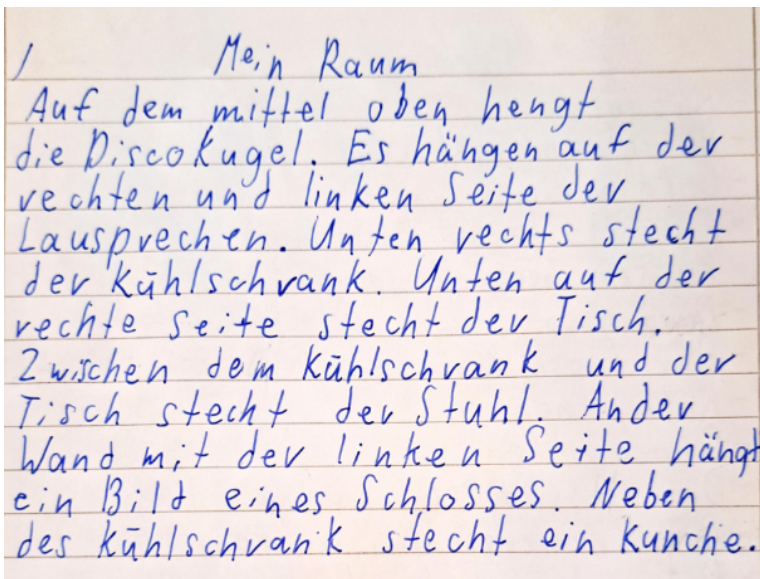 / Mein Raum
Auf dem mittel oben hengt
die Discokugel. Es hängen auf der
rechten und linken Seite der
Lausprechen. Unten rechts stecht
der Kühlschrank. Unten auf der
rechte Seite stecht der Tisch.
Zwischen dem Kühlschrank und der
Tisch stecht der Stuhl. Ander
Wand mit der linken Seite hängt
ein Bild eines Schlosses. Neben
des Kühlschrank stecht ein Kunche.